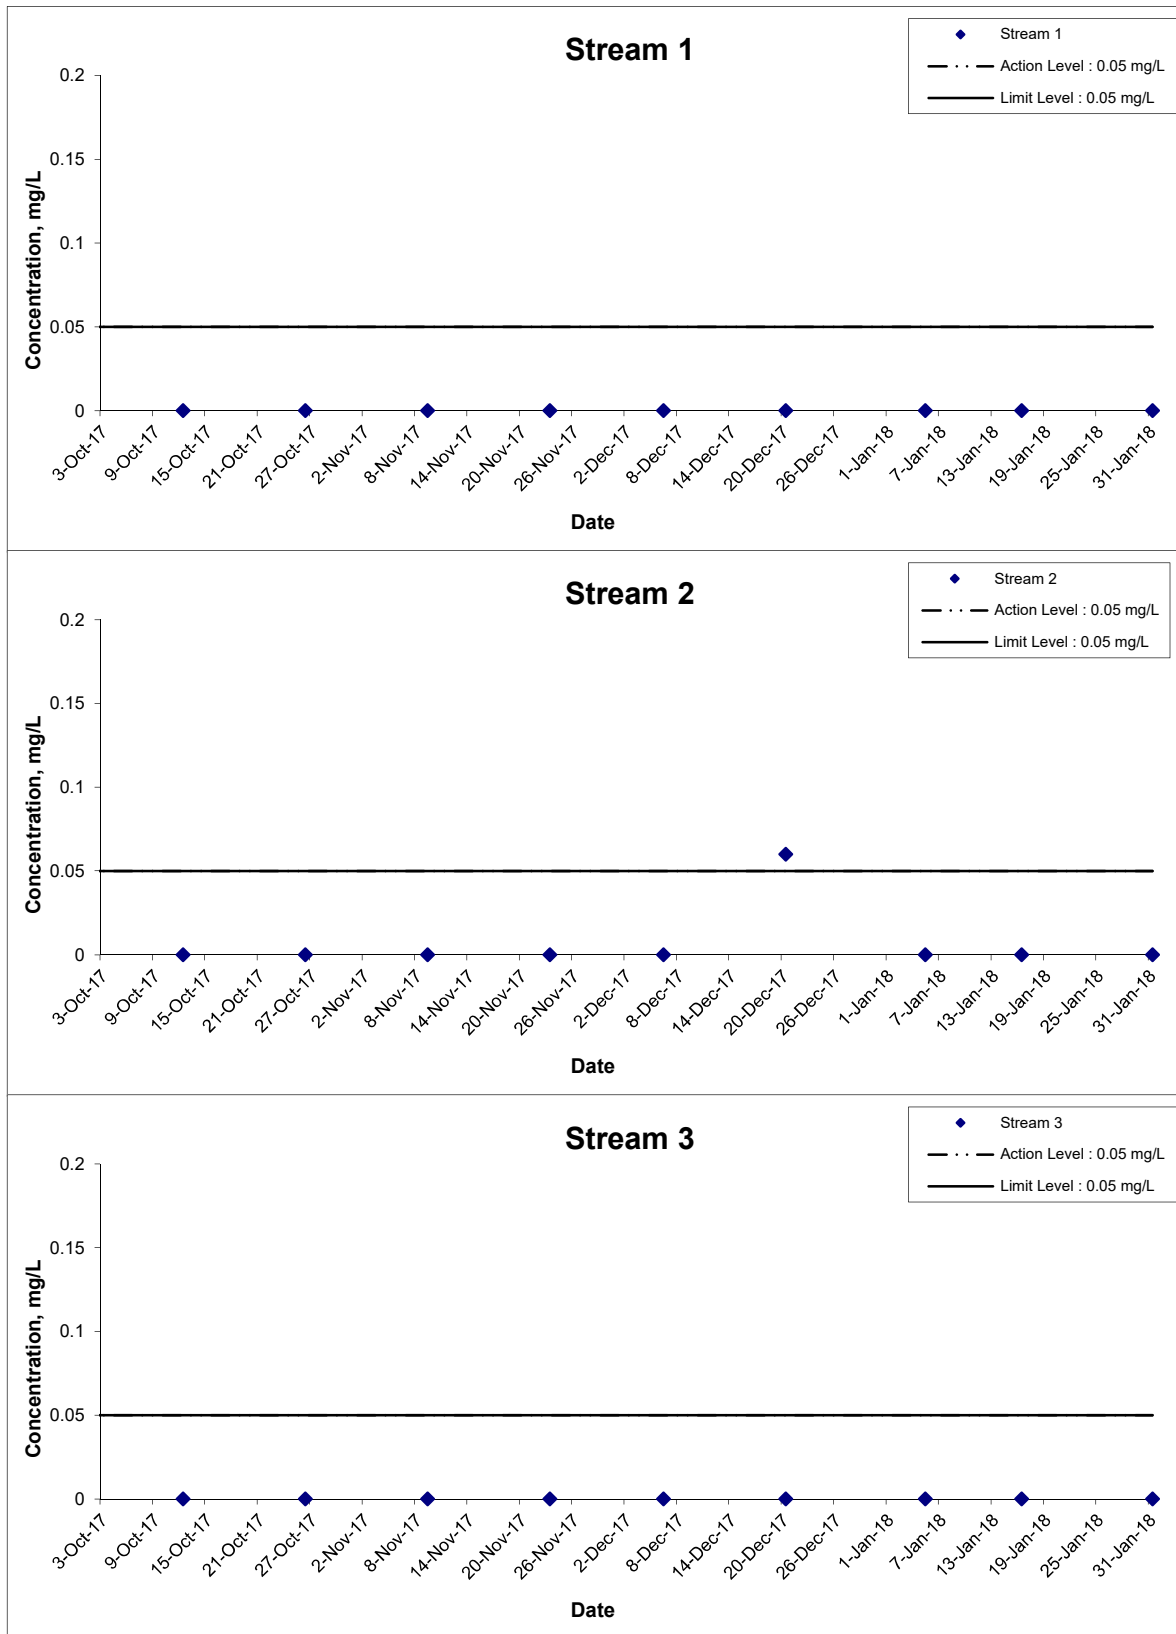 Stream 1
Stream 1
Action Level : 0.05 mg/L
Limit Level : 0.05 mg/L
Concentration, mg/L
0.2
0.15
0.1
0.05
0
3-Oct-17
9-Oct-17
15-Oct-17
21-Oct-17
27-Oct-17
2-Nov-17
8-Nov-17
14-Nov-17
20-Nov-17
26-Nov-17
2-Dec-17
8-Dec-17
14-Dec-17
20-Dec-17
26-Dec-17
1-Jan-18
7-Jan-18
13-Jan-18
19-Jan-18
25-Jan-18
31-Jan-18
Date
Stream 2
Stream 2
Action Level : 0.05 mg/L
Limit Level : 0.05 mg/L
Concentration, mg/L
0.2
0.15
0.1
0.05
0
3-Oct-17
9-Oct-17
15-Oct-17
21-Oct-17
27-Oct-17
2-Nov-17
8-Nov-17
14-Nov-17
20-Nov-17
26-Nov-17
2-Dec-17
8-Dec-17
14-Dec-17
20-Dec-17
26-Dec-17
1-Jan-18
7-Jan-18
13-Jan-18
19-Jan-18
25-Jan-18
31-Jan-18
Date
Stream 3
Stream 3
Action Level : 0.05 mg/L
Limit Level : 0.05 mg/L
Concentration, mg/L
0.2
0.15
0.1
0.05
0
3-Oct-17
9-Oct-17
15-Oct-17
21-Oct-17
27-Oct-17
2-Nov-17
8-Nov-17
14-Nov-17
20-Nov-17
26-Nov-17
2-Dec-17
8-Dec-17
14-Dec-17
20-Dec-17
26-Dec-17
1-Jan-18
7-Jan-18
13-Jan-18
19-Jan-18
25-Jan-18
31-Jan-18
Date